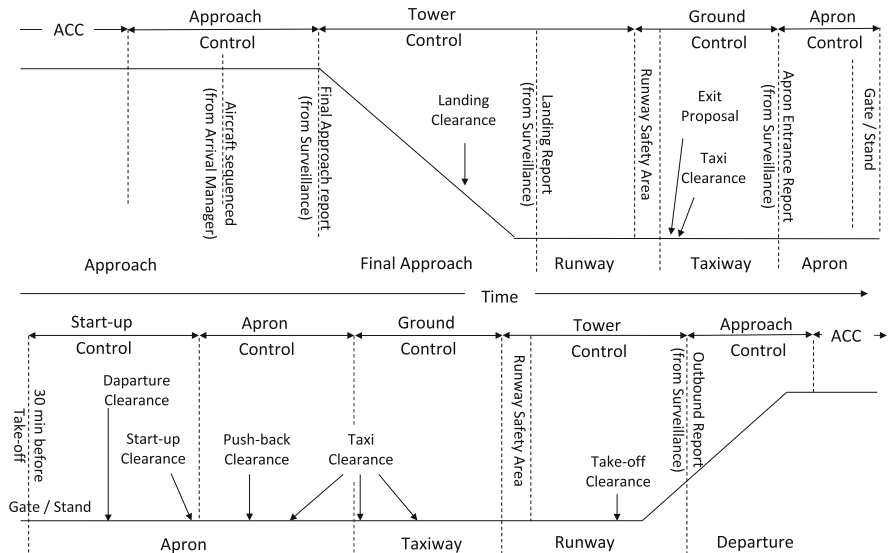 ACC
Approach
Control
Tower
Control
Ground
Control
Apron
Control
Aircraft sequenced
(from Arrival Manager)
Final Approach report
(from Surveillance)
Landing
Clearance
Landing Report
(from Surveillance)
Runway Safety Area
Exit
Proposal
Taxi
Clearance
Apron Entrance Report
(from Surveillance)
Gate / Stand
Approach
Final Approach
Runway
Taxiway
Apron
Time
Start-up
Control
Apron
Control
Ground
Control
Tower
Control
Approach
Control
ACC
30 min before
Take-off
Daparture
Clearance
Start-up
Clearance
Push-back
Clearance
Taxi
Clearance
Runway Safety Area
Take-off
Clearance
Outbound Report
(from Surveillance)
Gate / Stand
Apron
Taxiway
Runway
Departure